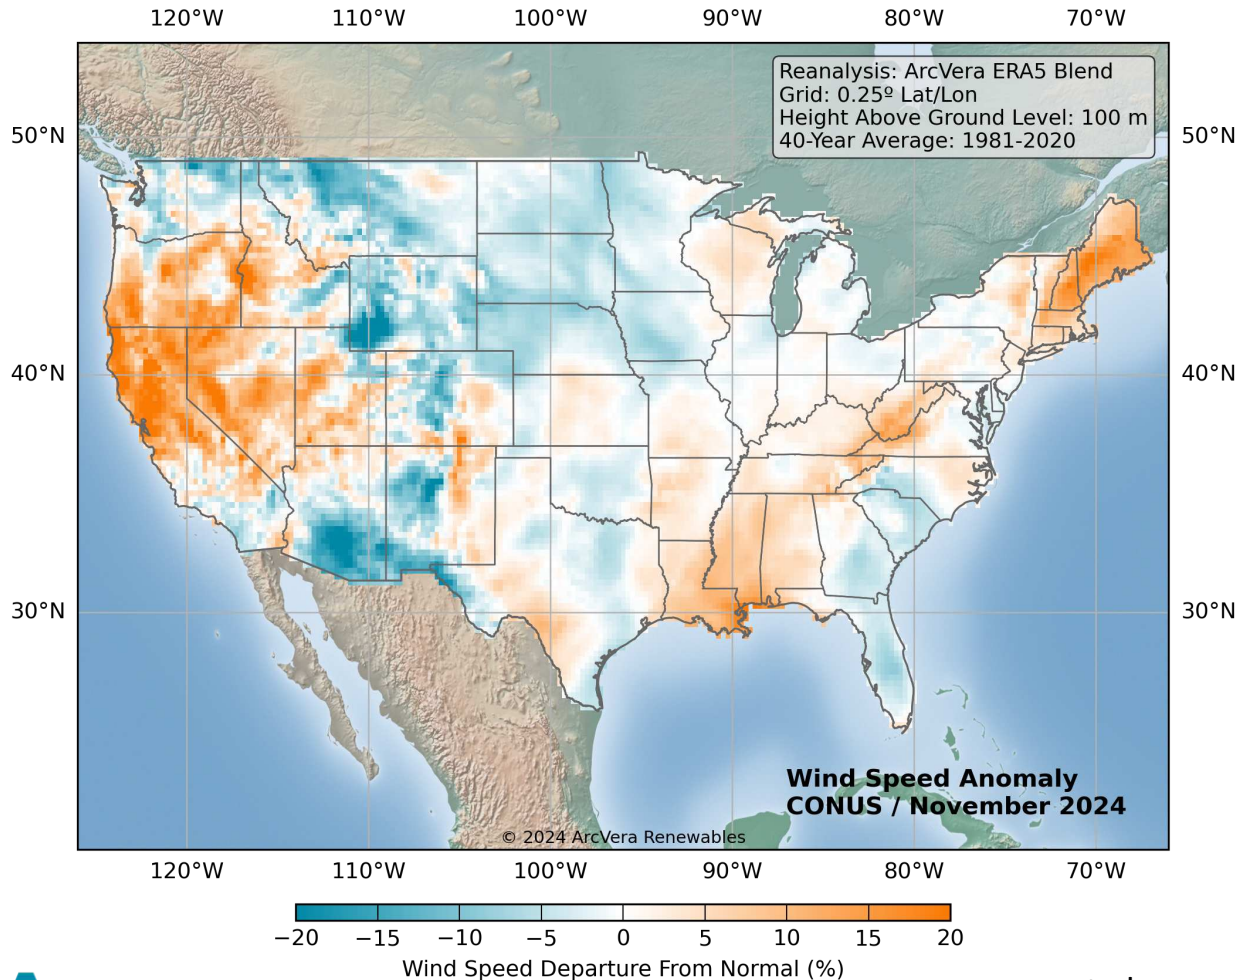 120°W 110°W 100°W 90°W 80°W 70°W
Reanalysis: ArcVera ERA5 Blend
Grid: 0.25º Lat/Lon
Height Above Ground Level: 100 m
40-Year Average: 1981-2020
50°N 50°N
40°N 40°N
30°N 30°N
Wind Speed Anomaly
CONUS / November 2024
© 2024 ArcVera Renewables
120°W 110°W 100°W 90°W 80°W 70°W
−20 −15 −10 −5 0 5 10 15 20
Wind Speed Departure From Normal (%)